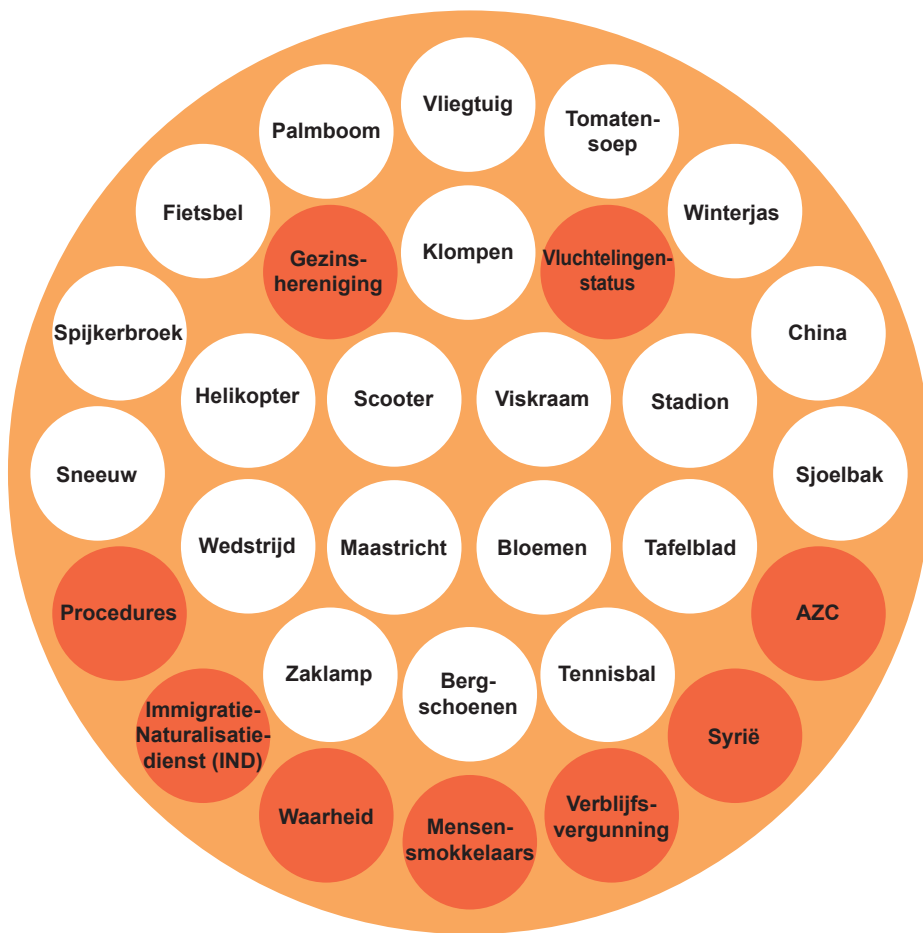 Vliegtuig
Palmboom
Tomaten-
soep
Fietsbel
Winterjas
Gezins-
hereniging
Klompen
Vluchtelingen-
status
Spijkerbroek
China
Helikopter
Scooter
Viskraam
Stadion
Sneeuw
Sjoelbak
Wedstrijd
Maastricht
Bloemen
Tafelblad
Procedures
AZC
Zaklamp
Berg-
schoenen
Tennisbal
Immigratie-
Naturalisatie-
dienst (IND)
Syrië
Waarheid
Mensen-
smokkelaars
Verblijfs-
vergunning